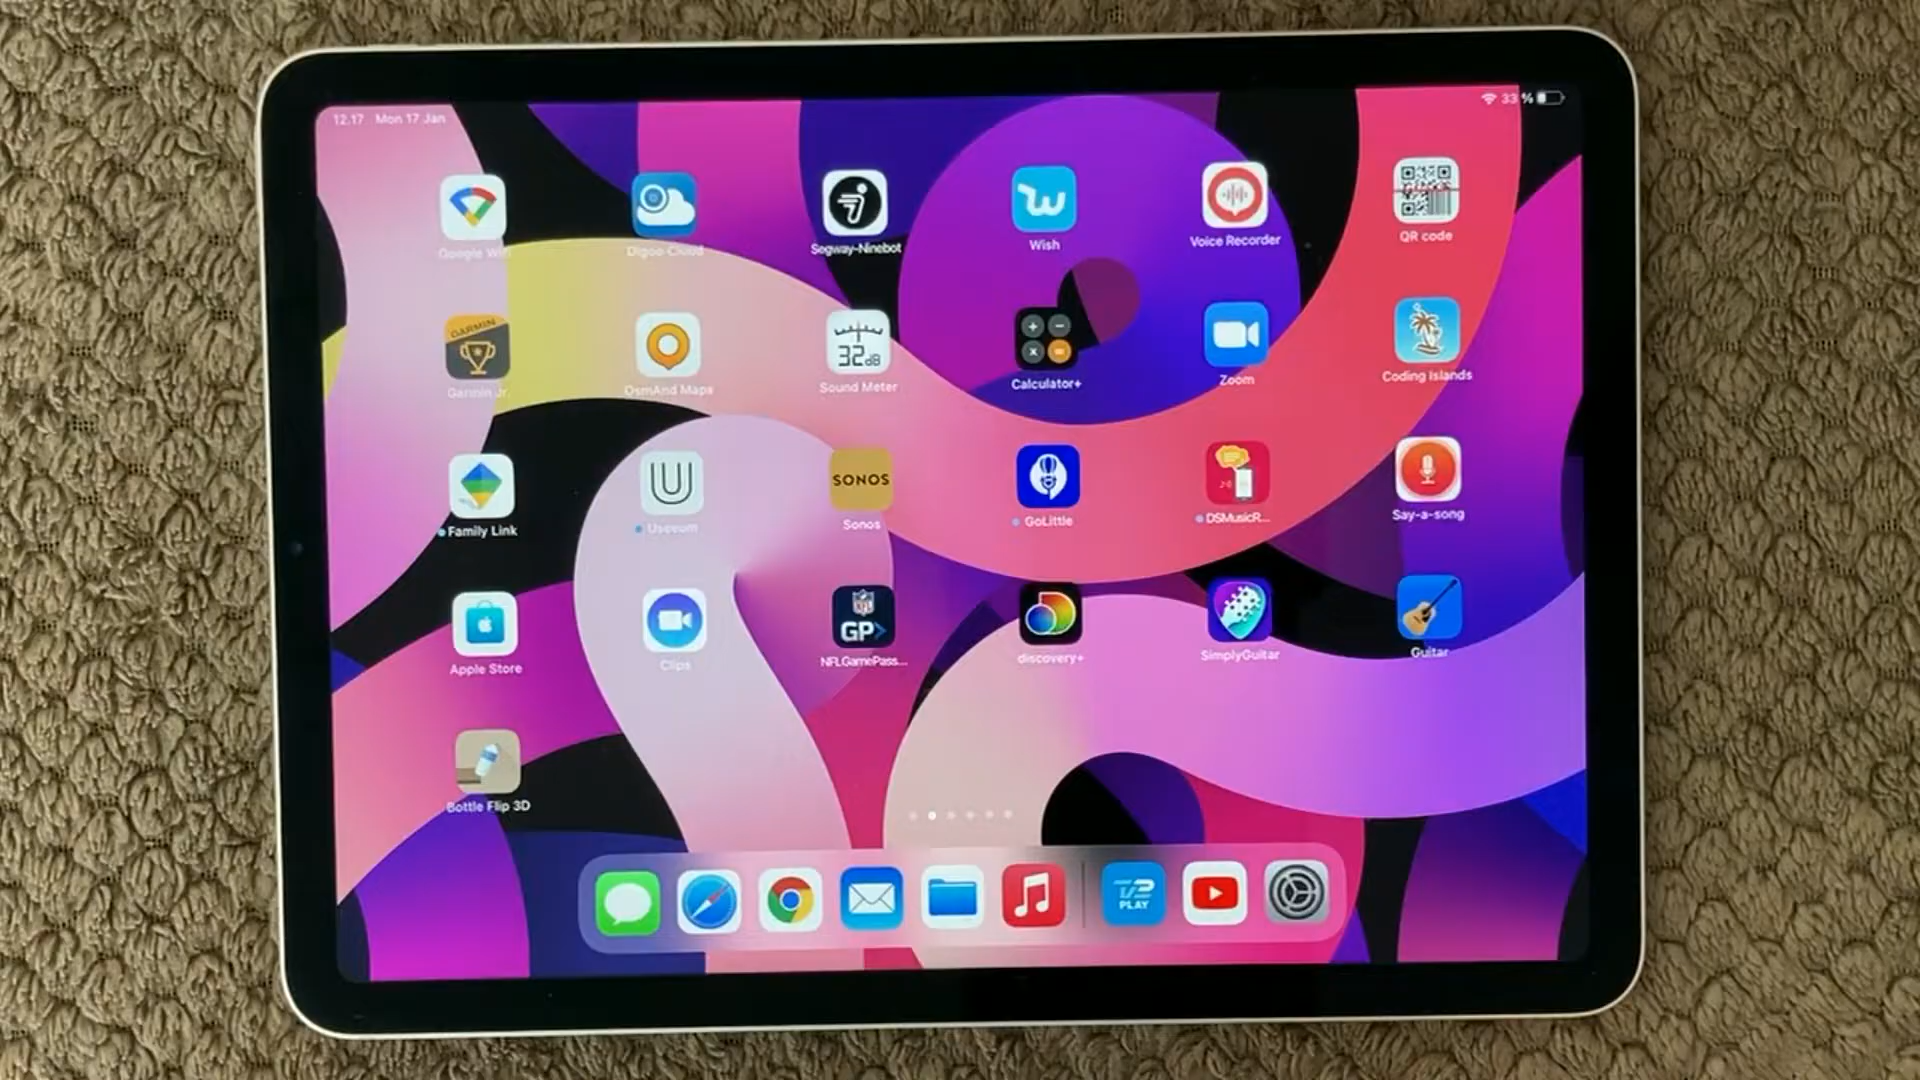 12.17 Mon 17 Jan
33 %
Google Wifi
Digoo-Cloud
Segway-Ninebot
Wish
Voice Recorder
QR code
GARMIN
32 dB
Garmin Jr.
OsmAnd Maps
Sound Meter
Calculator+
Zoom
Coding Islands
SONOS
Family Link
Useeum
Sonos
GoLittle
DSMusicR...
Say-a-song
NFL
GP
Apple Store
Clips
NFLGamePass...
discovery+
SimplyGuitar
Guitar
Bottle Flip 3D
TV2
PLAY